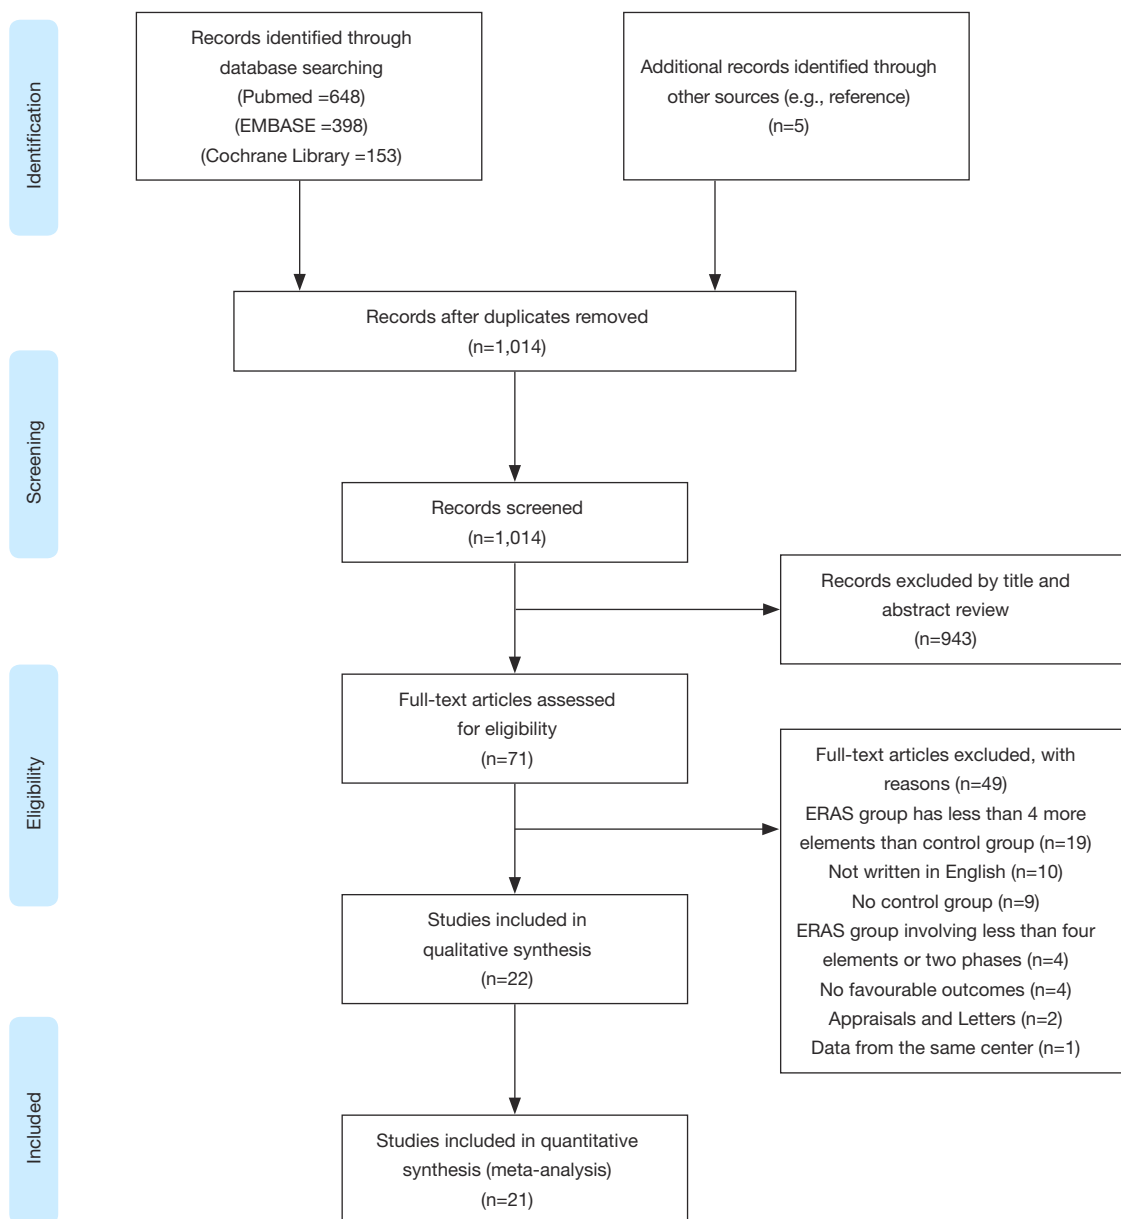 Identification
Records identified through
database searching
(Pubmed =648)
(EMBASE =398)
(Cochrane Library =153)
Additional records identified through
other sources (e.g., reference)
(n=5)
Records after duplicates removed
(n=1,014)
Screening
Records screened
(n=1,014)
Records excluded by title and
abstract review
(n=943)
Eligibility
Full-text articles assessed
for eligibility
(n=71)
Full-text articles excluded, with
reasons (n=49)
ERAS group has less than 4 more
elements than control group (n=19)
Not written in English (n=10)
No control group (n=9)
ERAS group involving less than four
elements or two phases (n=4)
No favourable outcomes (n=4)
Appraisals and Letters (n=2)
Data from the same center (n=1)
Studies included in
qualitative synthesis
(n=22)
Included
Studies included in quantitative
synthesis (meta-analysis)
(n=21)